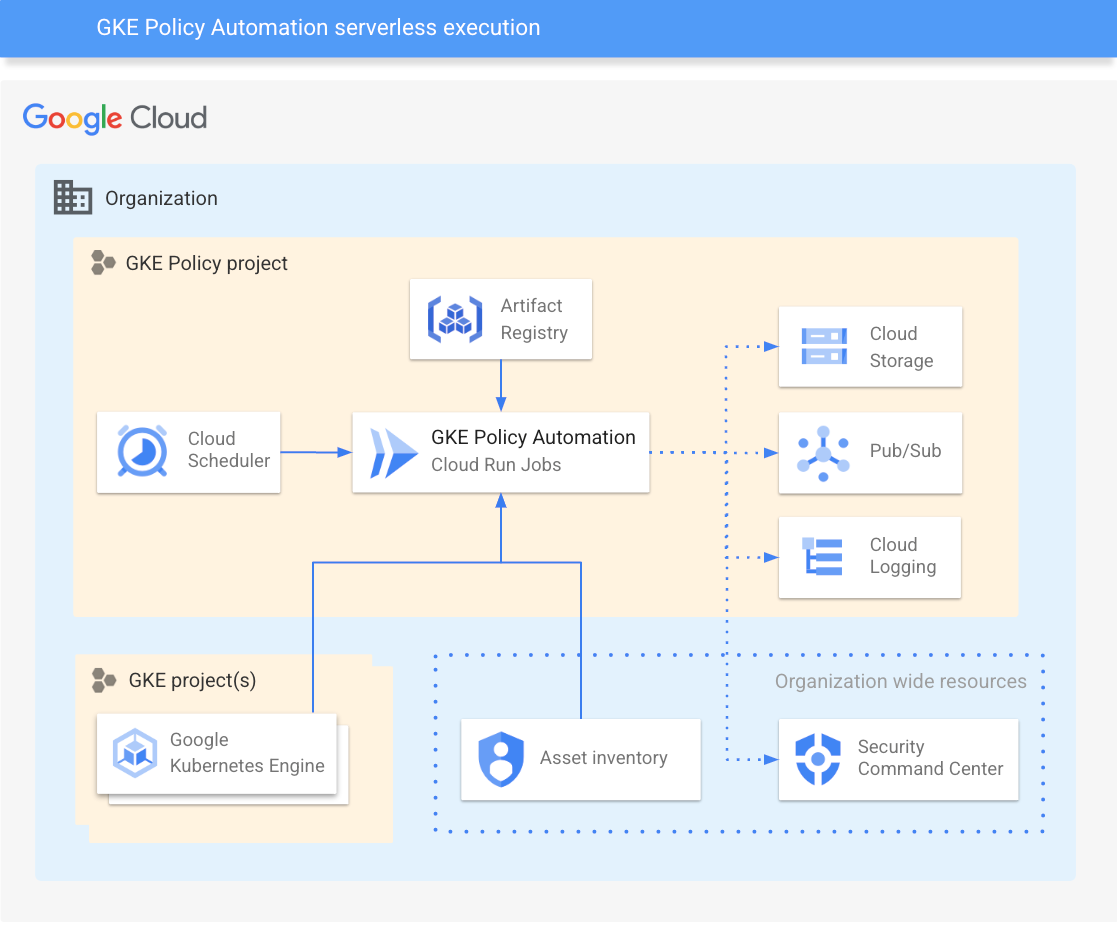 GKE Policy Automation serverless execution
Google Cloud
Organization
GKE Policy project
Artifact
Registry
Cloud
Storage
Cloud
Scheduler
GKE Policy Automation
Cloud Run Jobs
Pub/Sub
Cloud
Logging
GKE project(s)
Google
Kubernetes Engine
Organization wide resources
Asset inventory
Security
Command Center